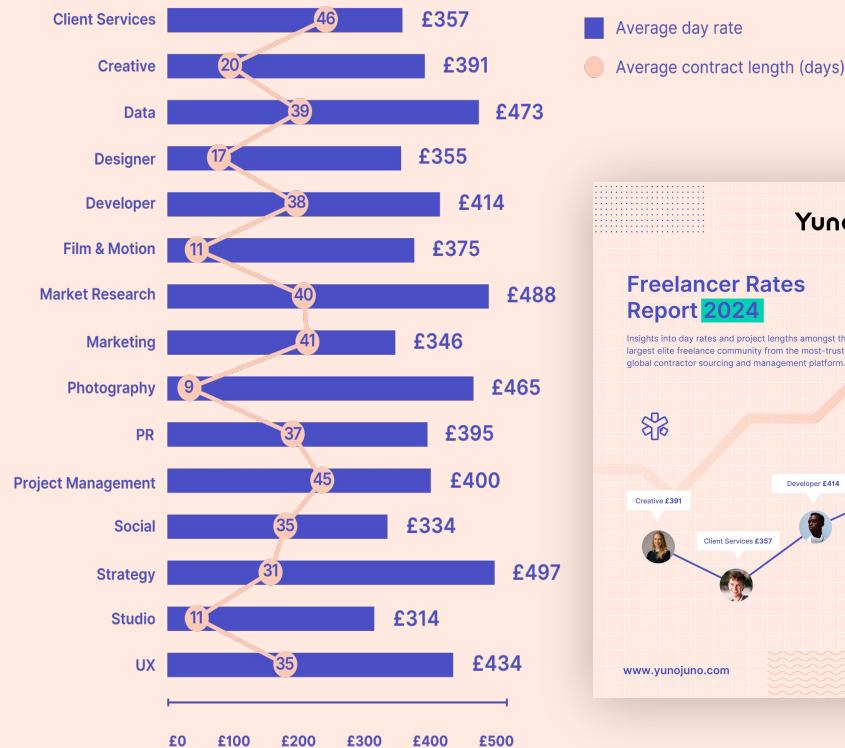 Client Services 46 £357
Creative 20 £391
Data 39 £473
Designer 17 £355
Developer 38 £414
Film & Motion 11 £375
Market Research 40 £488
Marketing 41 £346
Photography 9 £465
PR 37 £395
Project Management 45 £400
Social 35 £334
Strategy 31 £497
Studio 11 £314
UX 35 £434
£0 £100 £200 £300 £400 £500
Average day rate
Average contract length (days)
Freelancer Rates
Report 2024
Insights into day rates and project lengths amongst
largest elite freelance community from the
global contractor sourcing and management platform.
Developer £414
Creative £391
Client Services £357
www.yunojuno.com